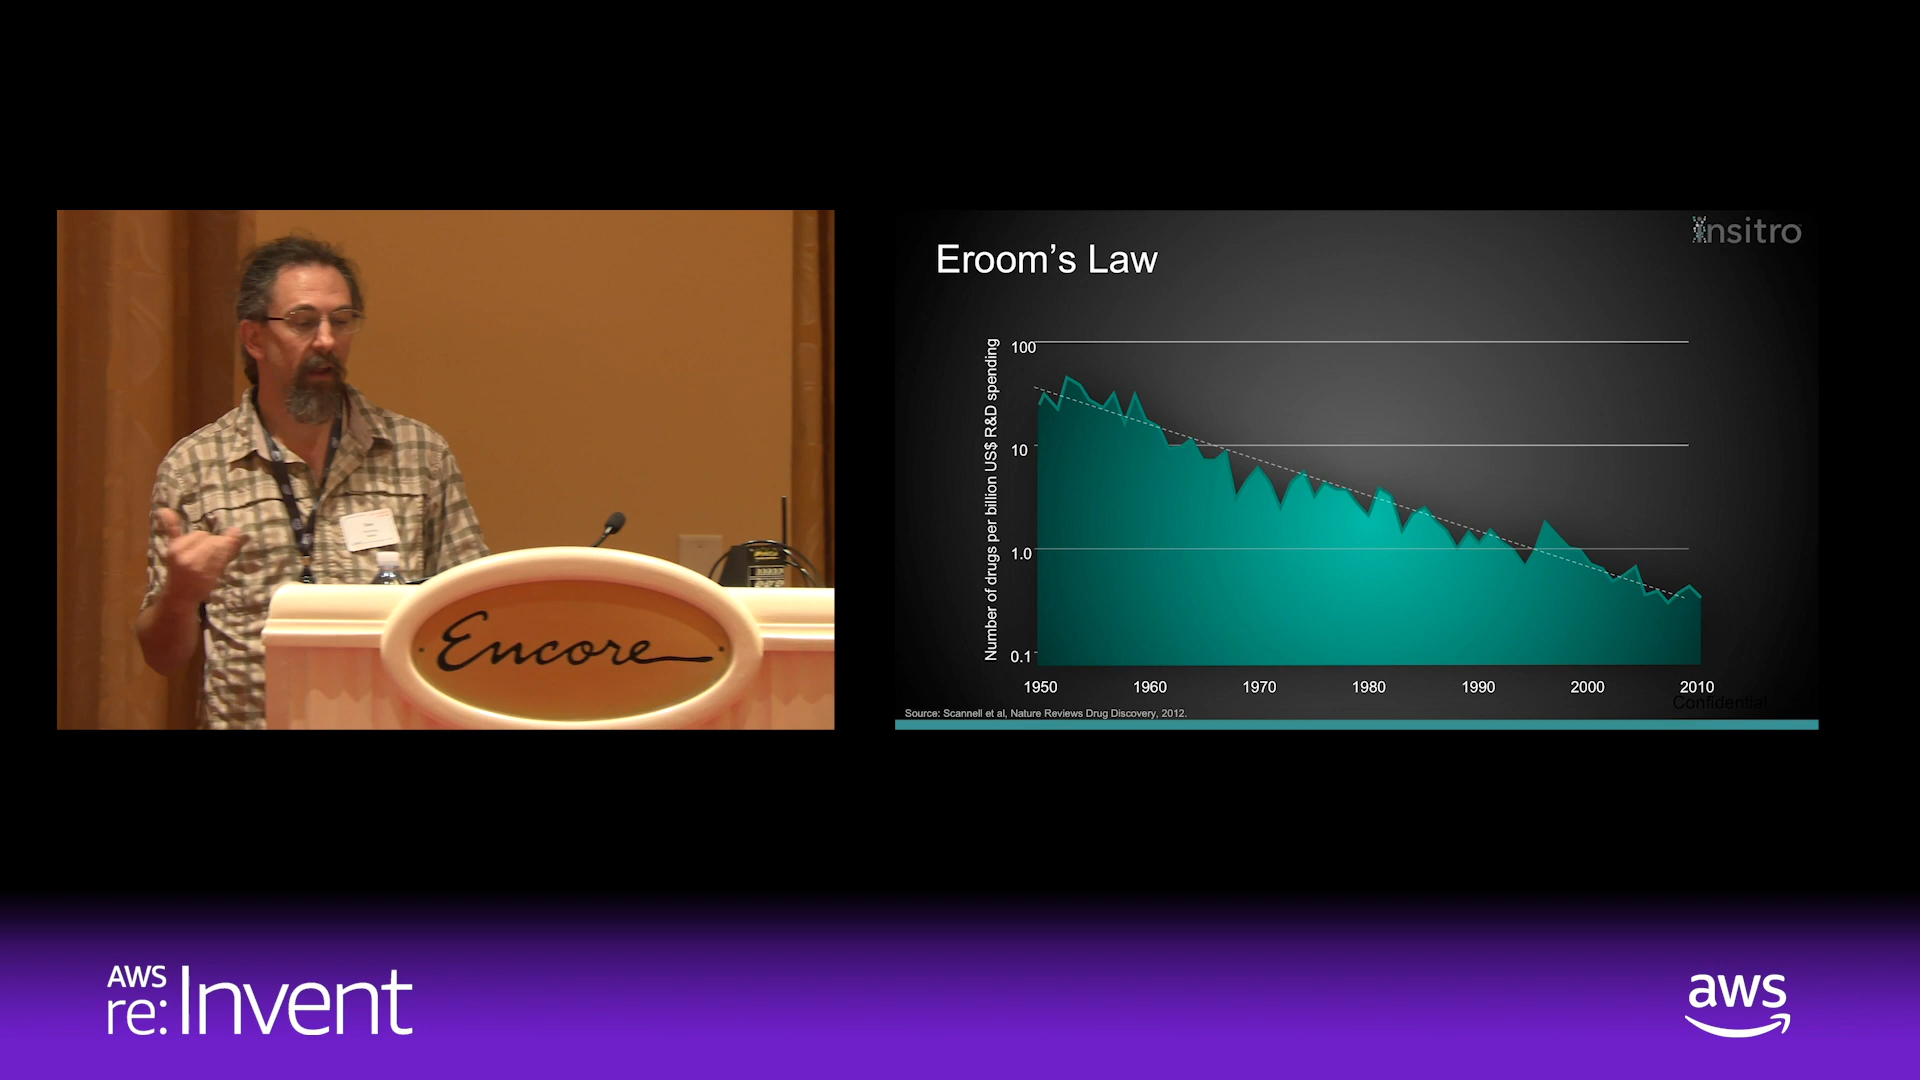 Encore
insitro
Eroom's Law
Number of drugs per billion US$ R&D spending
100
10
1.0
0.1
1950 1960 1970 1980 1990 2000 2010
Confidential
Source: Scannell et al, Nature Reviews Drug Discovery, 2012.
AWS
re:Invent
aws